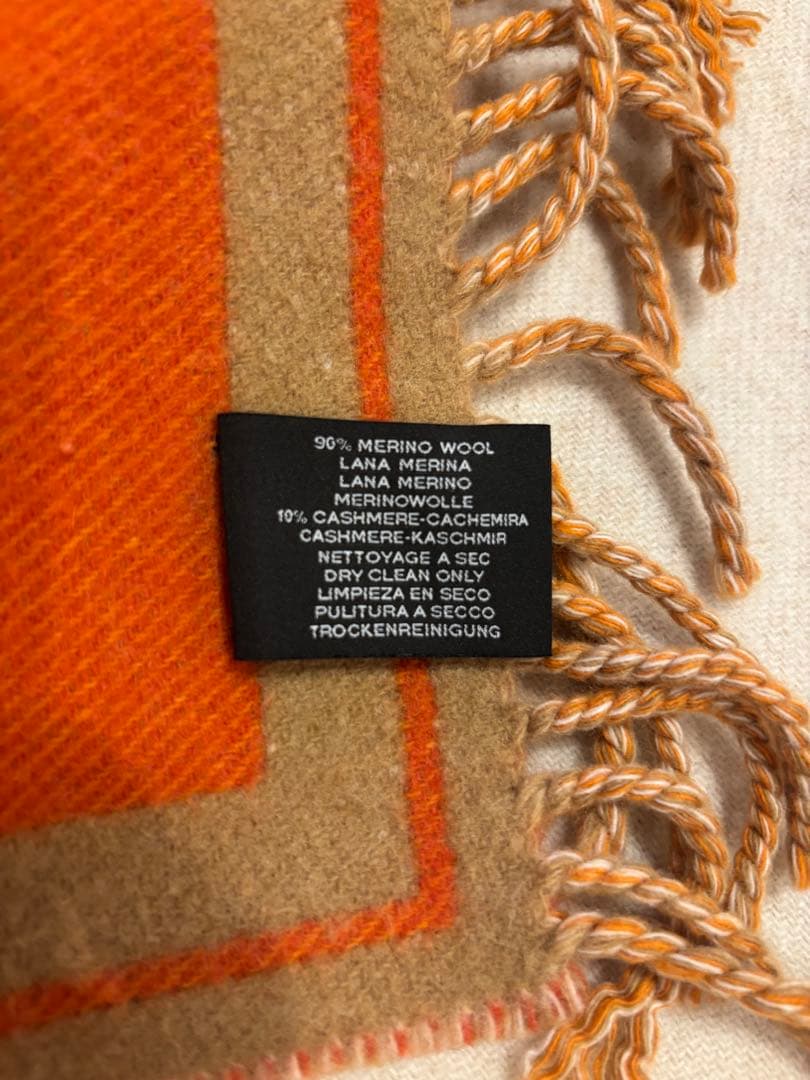 90% MERINO WOOL
LANA MERINA
LANA MERINO
MERINOWOLLE
10% CASHMERE-CACHEMIRA
CASHMERE-KASCHMIR
NETTOYAGE A SEC
DRY CLEAN ONLY
LIMPIEZA EN SECO
PULITURA A SECCO
TROCKENREINIGUNG